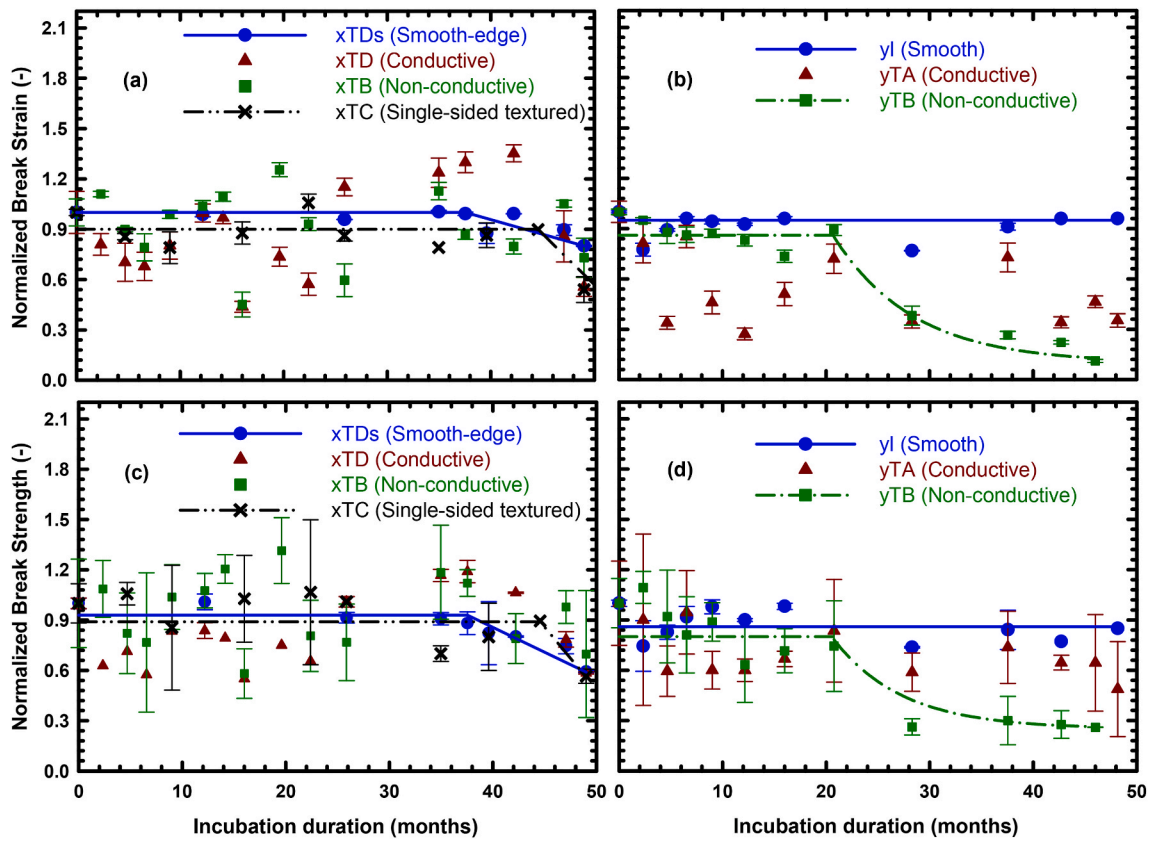 Normalized Break Strain (-)
2.1
1.8
1.5
1.2
0.9
0.6
0.3
0.0
(a)
xTDs (Smooth-edge)
xTD (Conductive)
xTB (Non-conductive)
xTC (Single-sided textured)
(b)
yI (Smooth)
yTA (Conductive)
yTB (Non-conductive)
Normalized Break Strength (-)
2.1
1.8
1.5
1.2
0.9
0.6
0.3
0.0
(c)
xTDs (Smooth-edge)
xTD (Conductive)
xTB (Non-conductive)
xTC (Single-sided textured)
0 10 20 30 40 50
Incubation duration (months)
(d)
yI (Smooth)
yTA (Conductive)
yTB (Non-conductive)
0 10 20 30 40 50
Incubation duration (months)